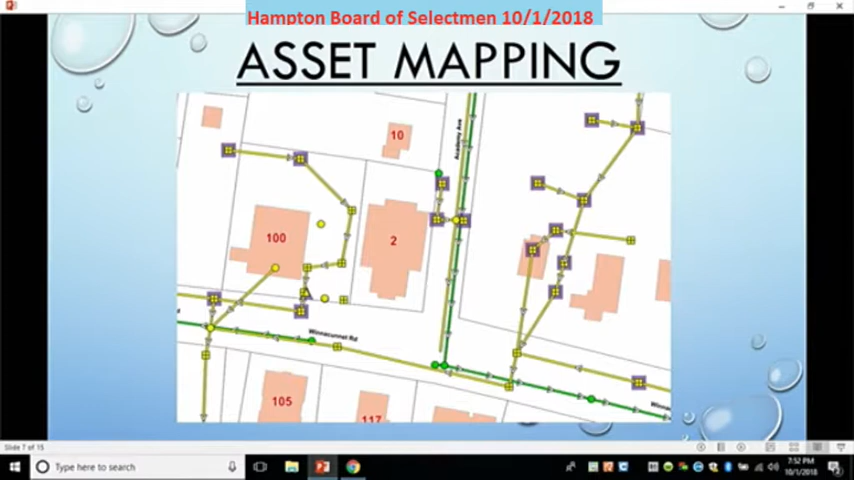 Hampton Board of Selectmen 10/1/2018
ASSET MAPPING
10
Academy Ave
100
2
Winnacunnet Rd
105
117
Slide 7 of 15
Type here to search
7:52 PM
10/1/2018